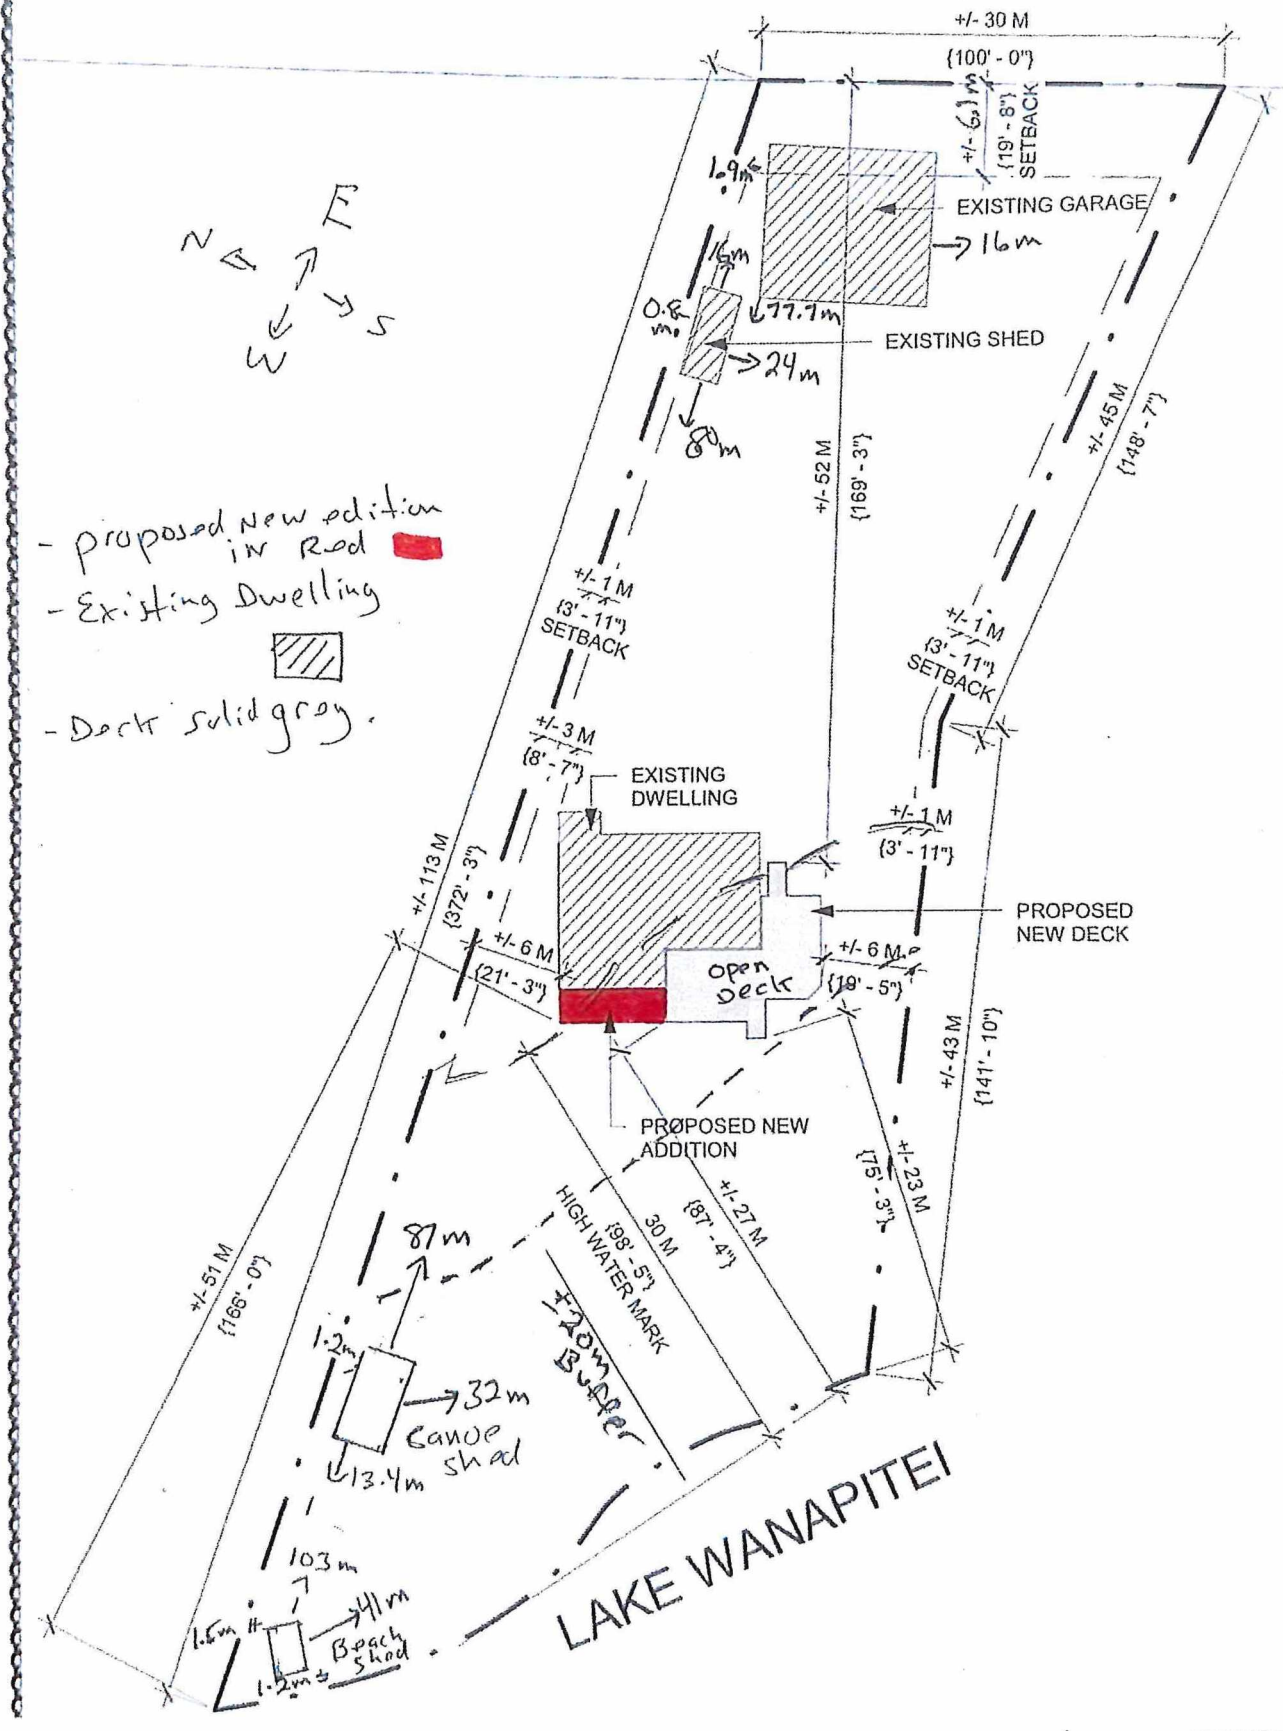 +/- 30 M
{100' - 0"}
+/- 6.1m
{19' - 8"}
SETBACK
1.9m
EXISTING GARAGE
→ 16m
E
N
S
W
16m
0.8
m.
77.7m
EXISTING SHED
24m
80m
+/- 45 M
{148' - 7"}
+/- 52 M
{169' - 3"}
- proposed New edition
in Red
- Existing Dwelling
- Deck solid grey.
+/- 1 M
{3' - 11"}
SETBACK
+/- 1 M
{3' - 11"}
SETBACK
+/- 3 M
{8' - 7"}
EXISTING
DWELLING
+/- 1 M
{3' - 11"}
+/- 113 M
{372' - 3"}
PROPOSED
NEW DECK
+/- 6 M
{21' - 3"}
open
Deck
+/- 6 M
{19' - 5"}
+/- 43 M
{141' - 10"}
PROPOSED NEW
ADDITION
+/- 23 M
{75' - 3"}
+/- 27 M
{87' - 4"}
30 M
{98' - 5"}
HIGH WATER MARK
±20m
Buffer
+/- 51 M
{166' - 0"}
87m
1.2m
32m
Canoe
shed
13.4m
LAKE WANAPITEI
103m
41m
1.5m
Beach
shed
1.2m